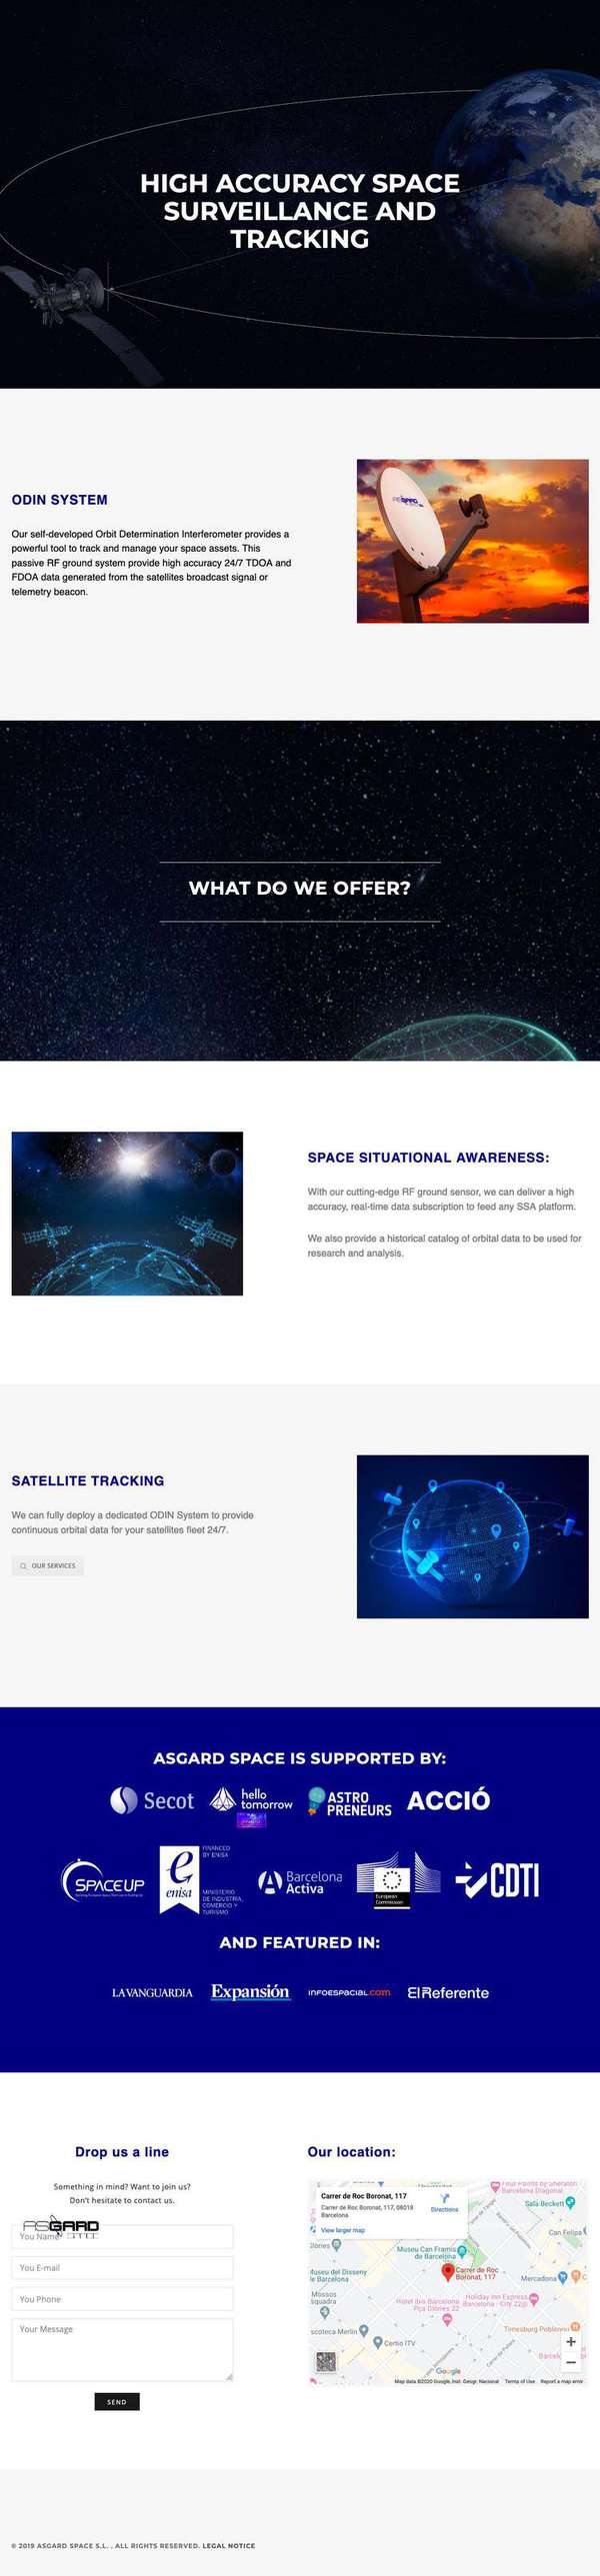 HIGH ACCURACY SPACE
SURVEILLANCE AND
TRACKING
ODIN SYSTEM
Our self-developed Orbit Determination Interferometer provides a
powerful tool to track and manage your space assets. This
passive RF ground system provide high accuracy 24/7 TDOA and
FDOA data generated from the satellites broadcast signal or
telemetry beacon.
WHAT DO WE OFFER?
SPACE SITUATIONAL AWARENESS:
With our cutting-edge RF ground sensor, we can deliver a high
accuracy, real-time data subscription to feed any SSA platform.
We also provide a historical catalog of orbital data to be used for
research and analysis.
SATELLITE TRACKING
We can fully deploy a dedicated ODIN System to provide
continuous orbital data for your satellites fleet 24/7.
OUR SERVICES
ASGARD SPACE IS SUPPORTED BY:
Secot
hello
tomorrow
ASTRO
PRENEURS
ACCIÓ
SPACEUP
e
enisa
FINANCED
BY ENISA
MINISTERIO
DE INDUSTRIA,
COMERCIO Y
TURISMO
Barcelona
Activa
European
Commission
CDTI
AND FEATURED IN:
LA VANGUARDIA
Expansión
INFOESPACIAL.COM
El Referente
Drop us a line
Something in mind? Want to join us?
Don't hesitate to contact us.
ASGARD
You Name
You E-mail
You Phone
Your Message
SEND
Our location:
Carrer de Roc Boronat, 117
Carrer de Roc Boronat, 117, 08018
Barcelona
Directions
View larger map
Barcelona Diagonal
Sala Beckett
Can Felipa
Glòries
Museu Can Framis
de Barcelona
Museu del Disseny
de Barcelona
Carrer de Roc
Boronat, 117
Mercadona
Mossos
Hotel ibis Barcelona
Plça Glories 22
Holiday Inn Express
Barcelona - City 22@
scoteca Merlin
Cerbo ITV
Timesburg Poblenou
Google
Map data ©2020 Google, Inst. Geogr. Nacional
Terms of Use
Report a map error
© 2019 ASGARD SPACE S.L. . ALL RIGHTS RESERVED. LEGAL NOTICE